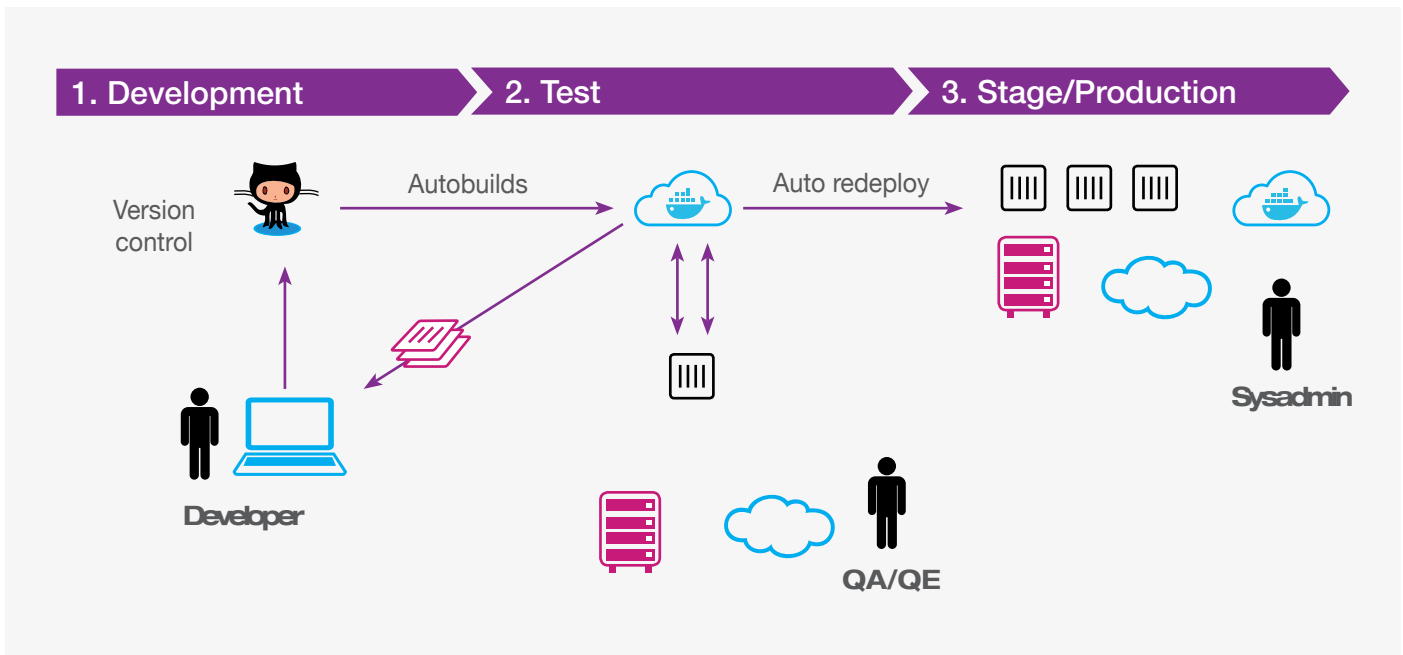 1. Development
2. Test
3. Stage/Production
Version
control
Autobuilds
Auto redeploy
Developer
QA/QE
Sysadmin